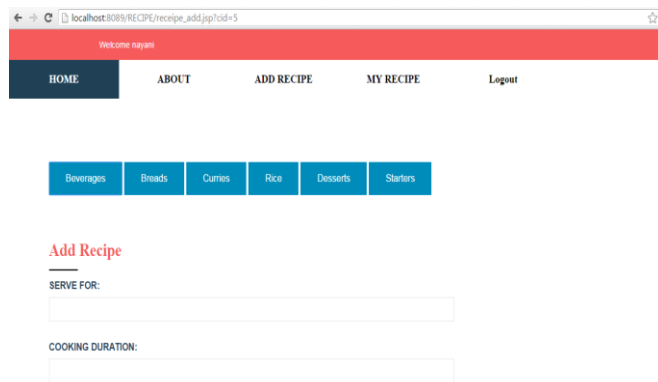 localhost:8089/RECIPE/receipe_add.jsp?cid=5
Welcome nayani
HOME ABOUT ADD RECIPE MY RECIPE Logout
Beverages Breads Curries Rice Desserts Starters
Add Recipe
SERVE FOR:
COOKING DURATION: